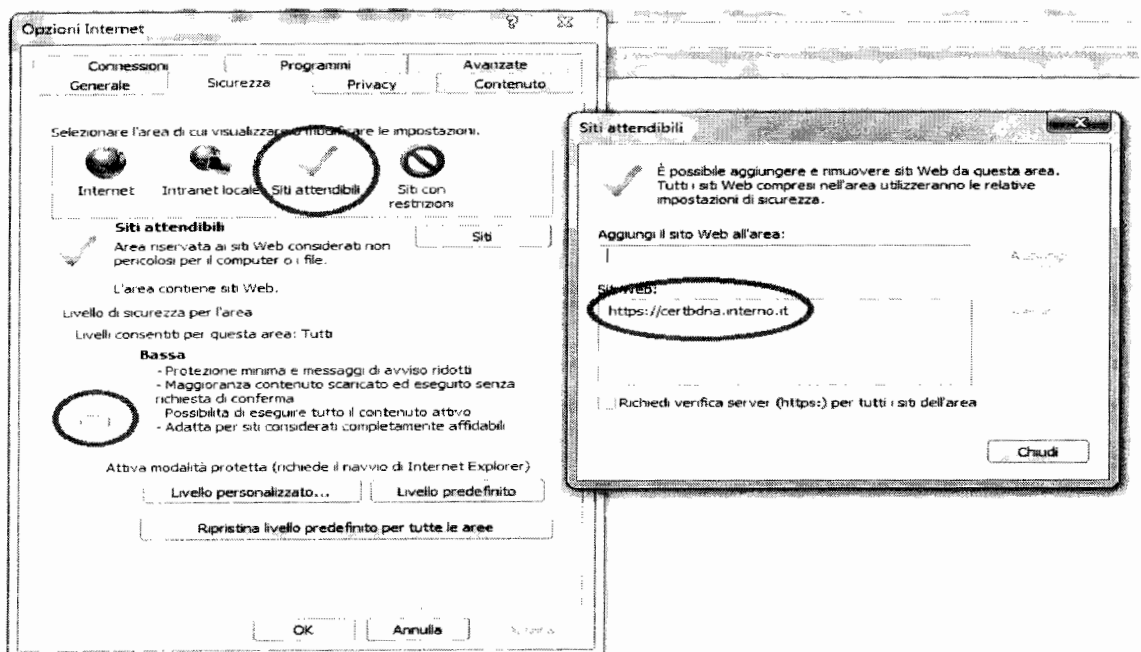 Opzioni Internet
Connessioni Programmi Avanzate
Generale Sicurezza Privacy Contenuto
Selezionare l'area di cui visualizzare o modificare le impostazioni.
Internet Intranet locale Siti attendibili Siti con
restrizioni
Siti attendibili
Siti
Area riservata ai siti Web considerati non
pericolosi per il computer o i file.
L'area contiene siti Web.
Livello di sicurezza per l'area
Livelli consentiti per questa area: Tutti
Bassa
- Protezione minima e messaggi di avviso ridotti
- Maggioranza contenuto scaricato ed eseguito senza
richiesta di conferma
Possibilità di eseguire tutto il contenuto attivo
- Adatta per siti considerati completamente affidabili
Attiva modalità protetta (richiede il riavvio di Internet Explorer)
Livello personalizzato... Livello predefinito
Ripristina livello predefinito per tutte le aree
OK Annulla
Siti attendibili
È possibile aggiungere e rimuovere siti Web da questa area.
Tutti i siti Web compresi nell'area utilizzeranno le relative
impostazioni di sicurezza.
Aggiungi il sito Web all'area:
Aggiungi
Siti Web:
https://certbdna.interno.it
Richiedi verifica server (https:) per tutti i siti dell'area
Chiudi